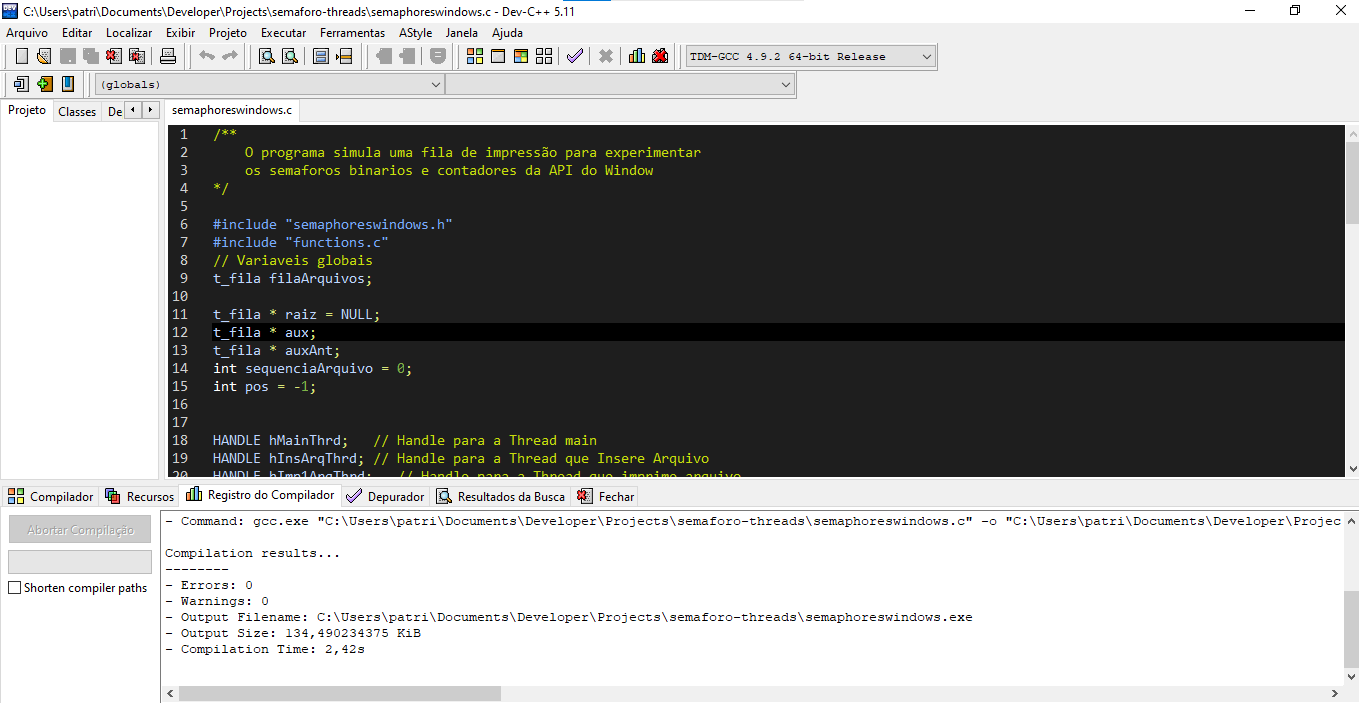 C:\Users\patri\Documents\Developer\Projects\semaforo-threads\semaphoreswindows.c - Dev-C++ 5.11
Arquivo Editar Localizar Exibir Projeto Executar Ferramentas AStyle Janela Ajuda
TDM-GCC 4.9.2 64-bit Release
(globals)
Projeto Classes De
semaphoreswindows.c
1 /**
2 O programa simula uma fila de impressão para experimentar
3 os semaforos binarios e contadores da API do Window
4 */
5
6 #include "semaphoreswindows.h"
7 #include "functions.c"
8 // Variaveis globais
9 t_fila filaArquivos;
10
11 t_fila * raiz = NULL;
12 t_fila * aux;
13 t_fila * auxAnt;
14 int sequenciaArquivo = 0;
15 int pos = -1;
16
17
18 HANDLE hMainThrd; // Handle para a Thread main
19 HANDLE hInsArqThrd; // Handle para a Thread que Insere Arquivo
20 HANDLE hImp1ArqThrd; // Handle para a Thread que imprime arquivo
Compilador Recursos Registro do Compilador Depurador Resultados da Busca Fechar
Abortar Compilação
Shorten compiler paths
- Command: gcc.exe "C:\Users\patri\Documents\Developer\Projects\semaforo-threads\semaphoreswindows.c" -o "C:\Users\patri\Documents\Developer\Projec
Compilation results...
--------
- Errors: 0
- Warnings: 0
- Output Filename: C:\Users\patri\Documents\Developer\Projects\semaforo-threads\semaphoreswindows.exe
- Output Size: 134,490234375 KiB
- Compilation Time: 2,42s